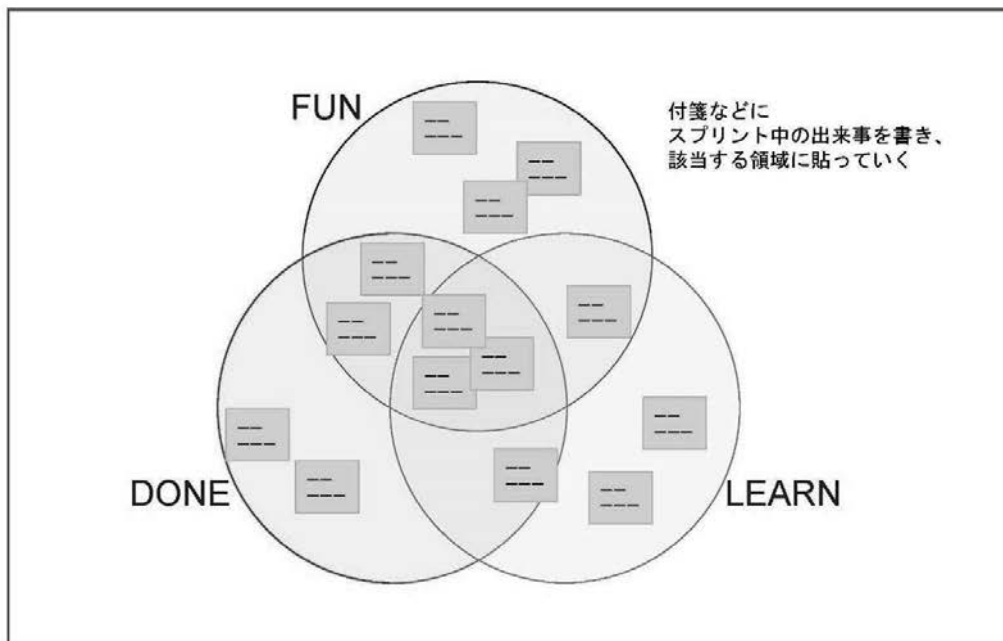 FUN
付箋などに
スプリント中の出来事を書き、
該当する領域に貼っていく
DONE
LEARN